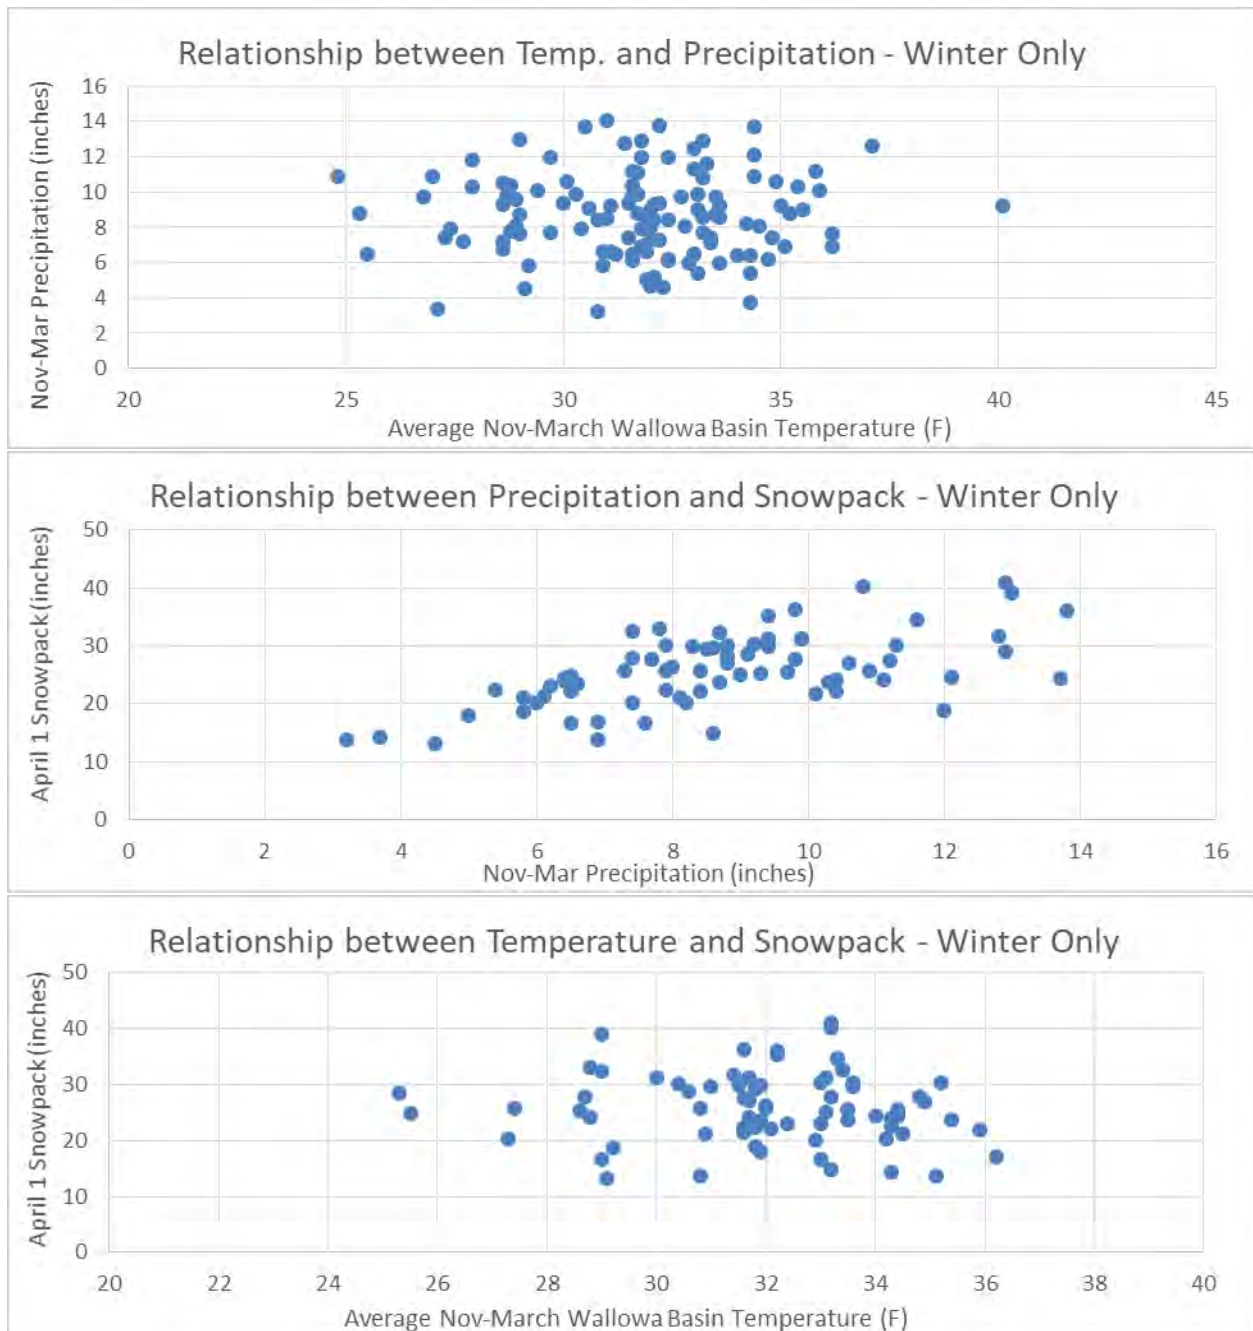 Relationship between Temp. and Precipitation - Winter Only
Nov-Mar Precipitation (inches)
16
14
12
10
8
6
4
2
0
20 25 30 35 40 45
Average Nov-March Wallowa Basin Temperature (F)
Relationship between Precipitation and Snowpack - Winter Only
April 1 Snowpack (inches)
50
40
30
20
10
0
0 2 4 6 8 10 12 14 16
Nov-Mar Precipitation (inches)
Relationship between Temperature and Snowpack - Winter Only
April 1 Snowpack (inches)
50
40
30
20
10
0
20 22 24 26 28 30 32 34 36 38 40
Average Nov-March Wallowa Basin Temperature (F)